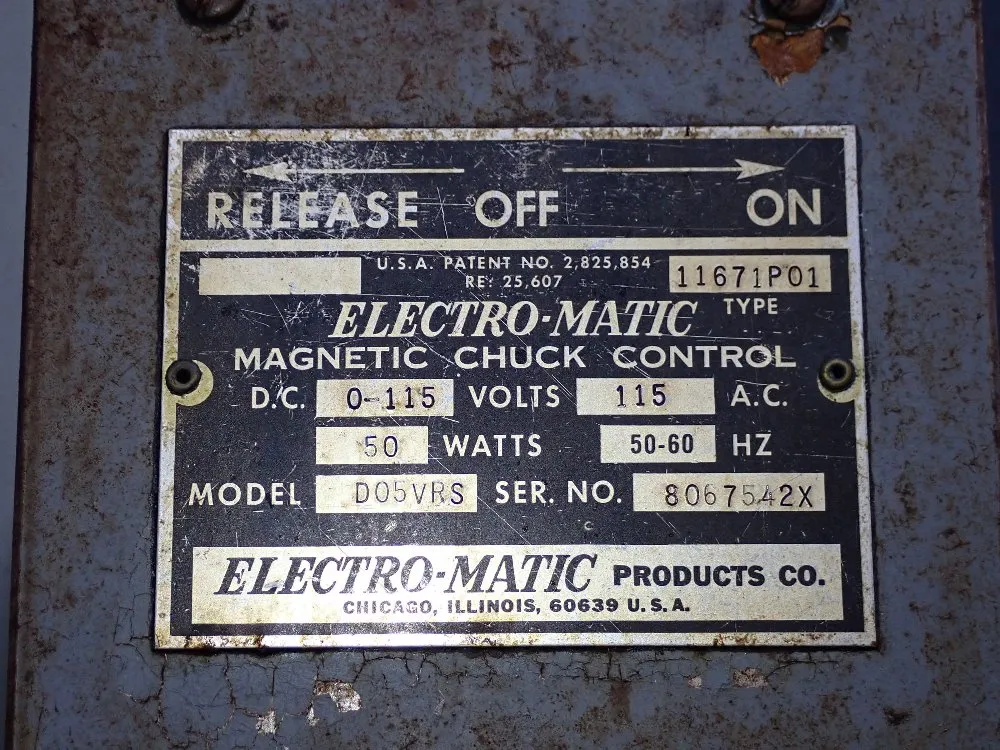 RELEASE OFF ON
U.S.A. PATENT NO. 2,825,854
RE: 25,607
11671P01
TYPE
ELECTRO-MATIC
MAGNETIC CHUCK CONTROL
D.C. 0-115 VOLTS 115 A.C.
50 WATTS 50-60 HZ
MODEL D05VRS SER. NO. 8067542X
ELECTRO-MATIC PRODUCTS CO.
CHICAGO, ILLINOIS, 60639 U.S.A.